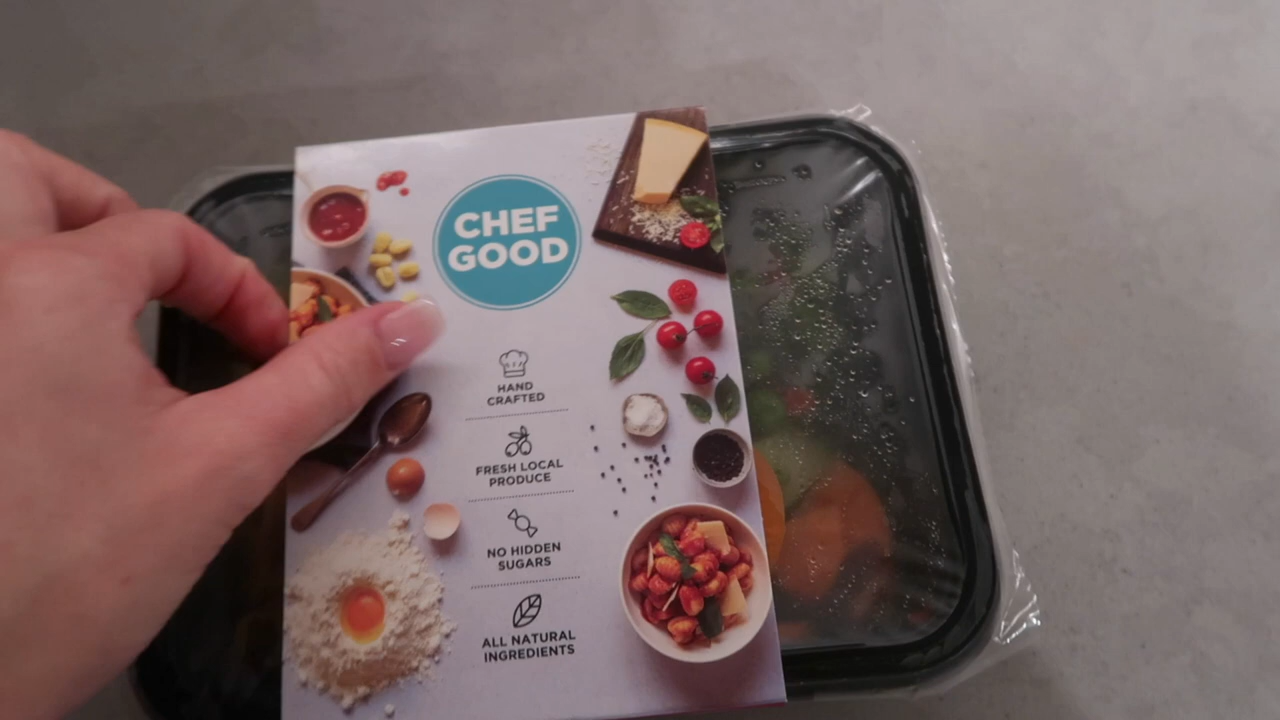 CHEF
GOOD
HAND
CRAFTED
FRESH LOCAL
PRODUCE
NO HIDDEN
SUGARS
ALL NATURAL
INGREDIENTS